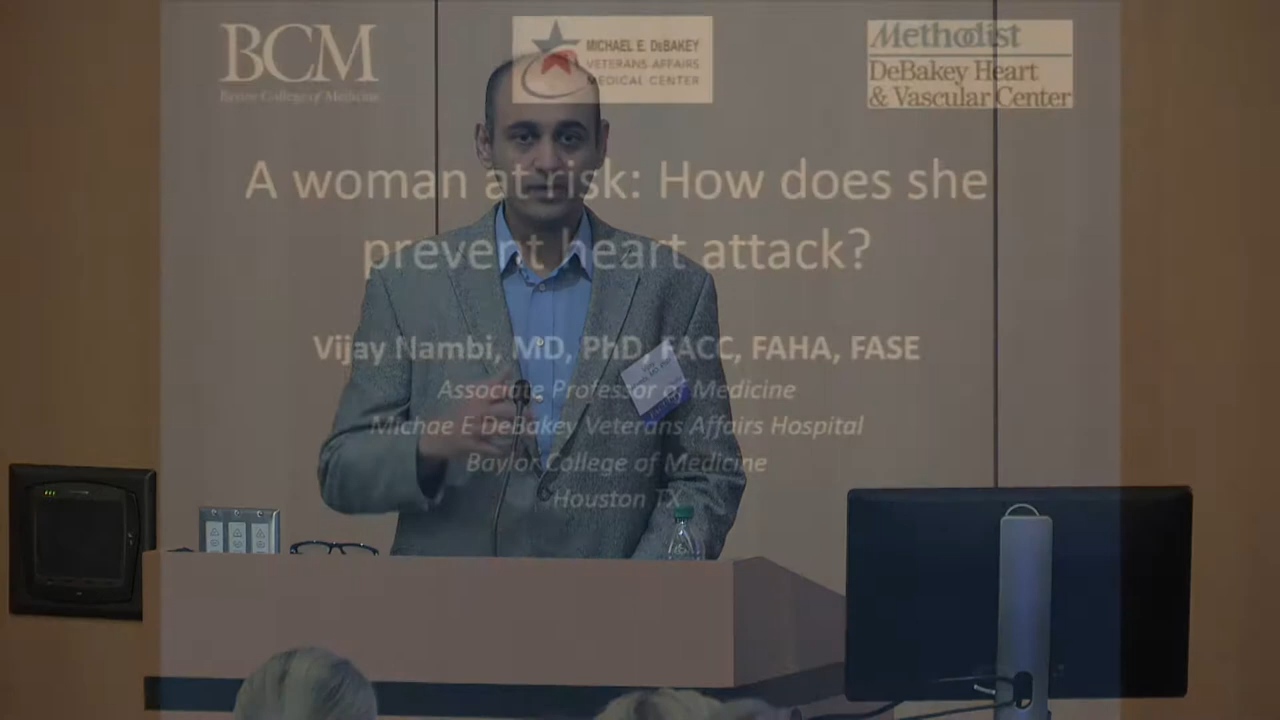 BCM
Baylor College of Medicine
MICHAEL E. DEBAKEY
VETERANS AFFAIRS
MEDICAL CENTER
Methodist
DeBakey Heart
& Vascular Center
A woman at risk: How does she
prevent heart attack?
Vijay Nambi, MD, PhD, FACC, FAHA, FASE
Associate Professor of Medicine
Michae E DeBakey Veterans Affairs Hospital
Baylor College of Medicine
Houston TX